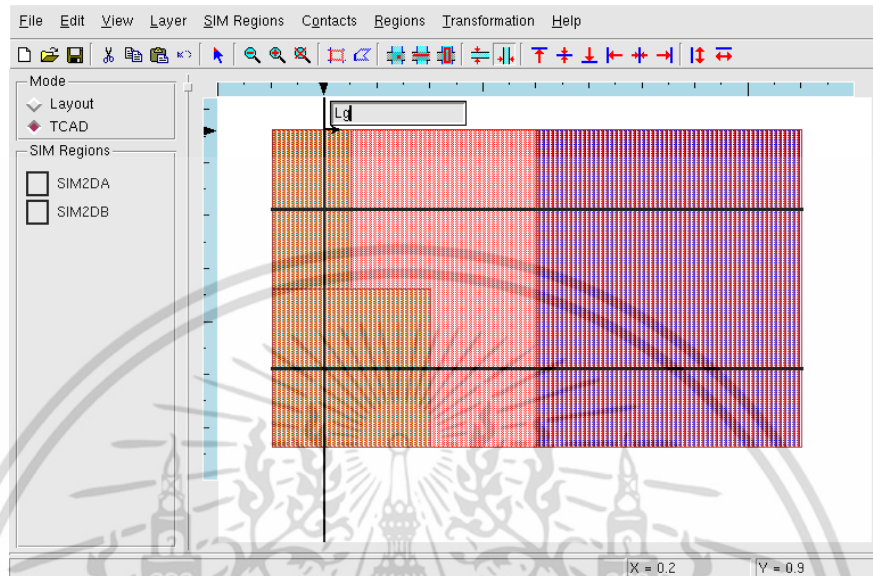 File Edit View Layer SIM Regions Contacts Regions Transformation Help
Mode
Layout
TCAD
SIM Regions
SIM2DA
SIM2DB
Lg
X = 0.2 Y = 0.9